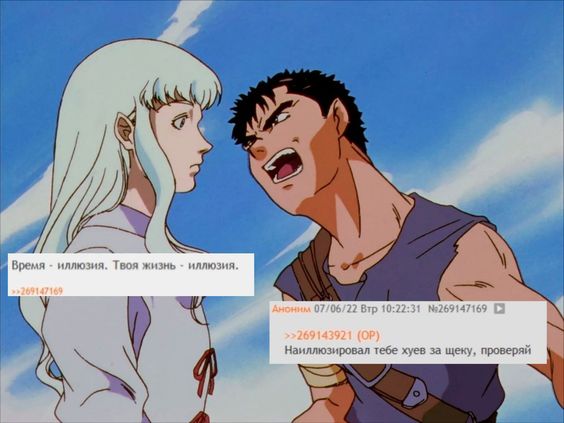 Время - иллюзия. Твоя жизнь - иллюзия.
>>269147169
Аноним 07/06/22 Втр 10:22:31 №269147169
>>269143921 (OP)
Наиллюзировал тебе хуев за щеку, проверяй